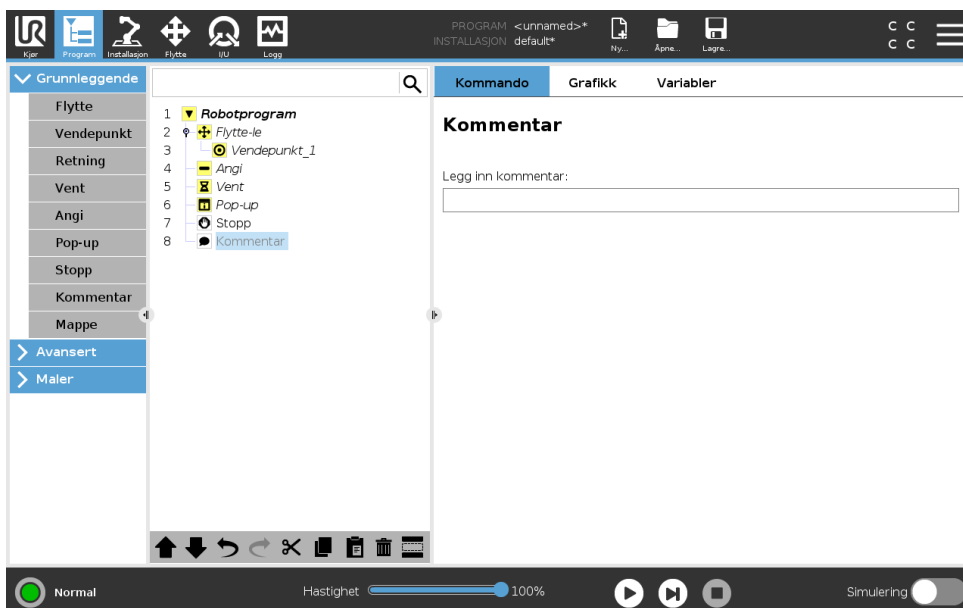 UR
Kjør
Program
Installasjon
Flytte
I/U
Logg
PROGRAM <unnamed>*
INSTALLASJON default*
Ny...
Åpne...
Lagre...
C C
C C
Grunnleggende
Flytte
Vendepunkt
Retning
Vent
Angi
Pop-up
Stopp
Kommentar
Mappe
Avansert
Maler
1 Robotprogram
2 Flytte-le
3 Vendepunkt_1
4 Angi
5 Vent
6 Pop-up
7 Stopp
8 Kommentar
Kommando Grafikk Variabler
Kommentar
Legg inn kommentar:
Normal
Hastighet 100%
Simulering